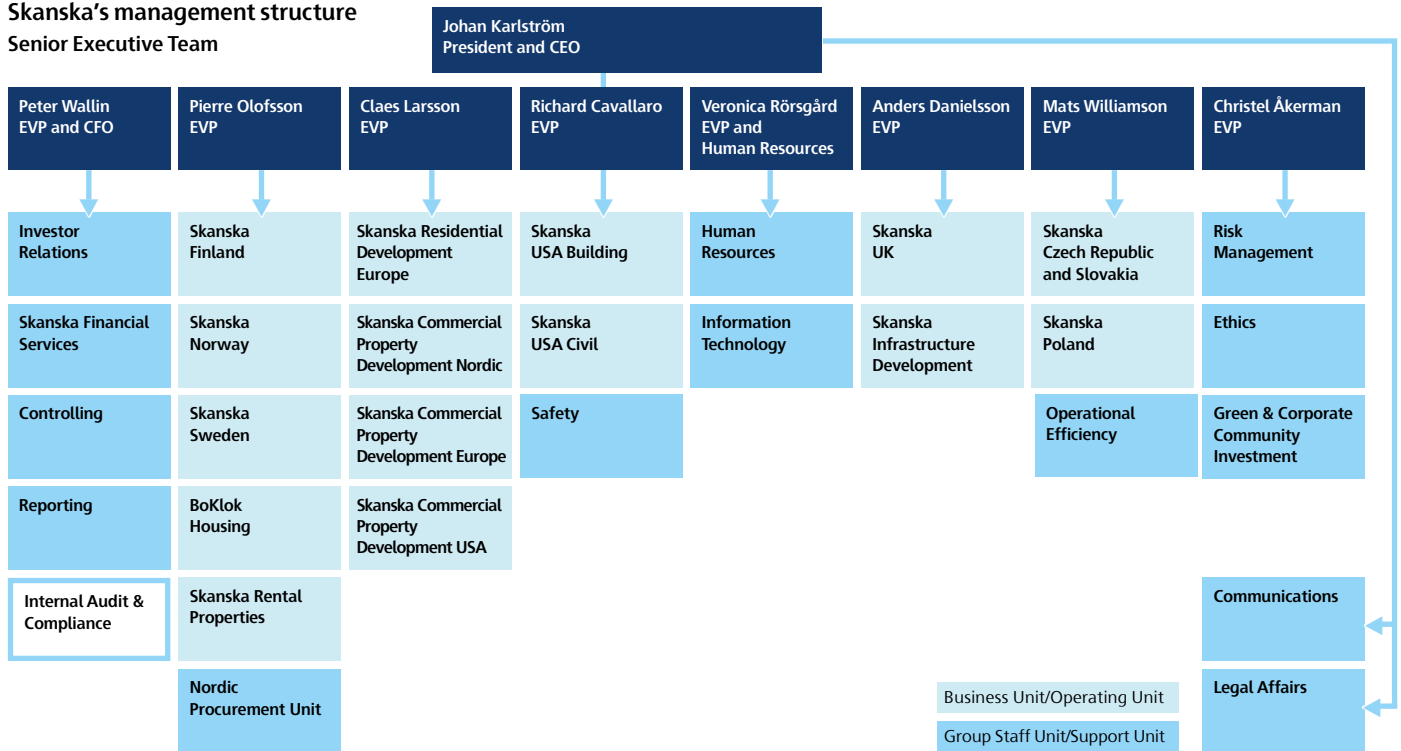 Skanska's management structure
Senior Executive Team
Johan Karlström
President and CEO
Peter Wallin
EVP and CFO
Pierre Olofsson
EVP
Claes Larsson
EVP
Richard Cavallaro
EVP
Veronica Rörsgård
EVP and
Human Resources
Anders Danielsson
EVP
Mats Williamson
EVP
Christel Åkerman
EVP
Investor
Relations
Skanska
Finland
Skanska Residential
Development
Europe
Skanska
USA Building
Human
Resources
Skanska
UK
Skanska
Czech Republic
and Slovakia
Risk
Management
Skanska Financial
Services
Skanska
Norway
Skanska Commercial
Property
Development Nordic
Skanska
USA Civil
Information
Technology
Skanska
Infrastructure
Development
Skanska
Poland
Ethics
Controlling
Skanska
Sweden
Skanska Commercial
Property
Development Europe
Safety
Operational
Efficiency
Green & Corporate
Community
Investment
Reporting
BoKlok
Housing
Skanska Commercial
Property
Development USA
Internal Audit &
Compliance
Skanska Rental
Properties
Communications
Nordic
Procurement Unit
Business Unit/Operating Unit
Group Staff Unit/Support Unit
Legal Affairs